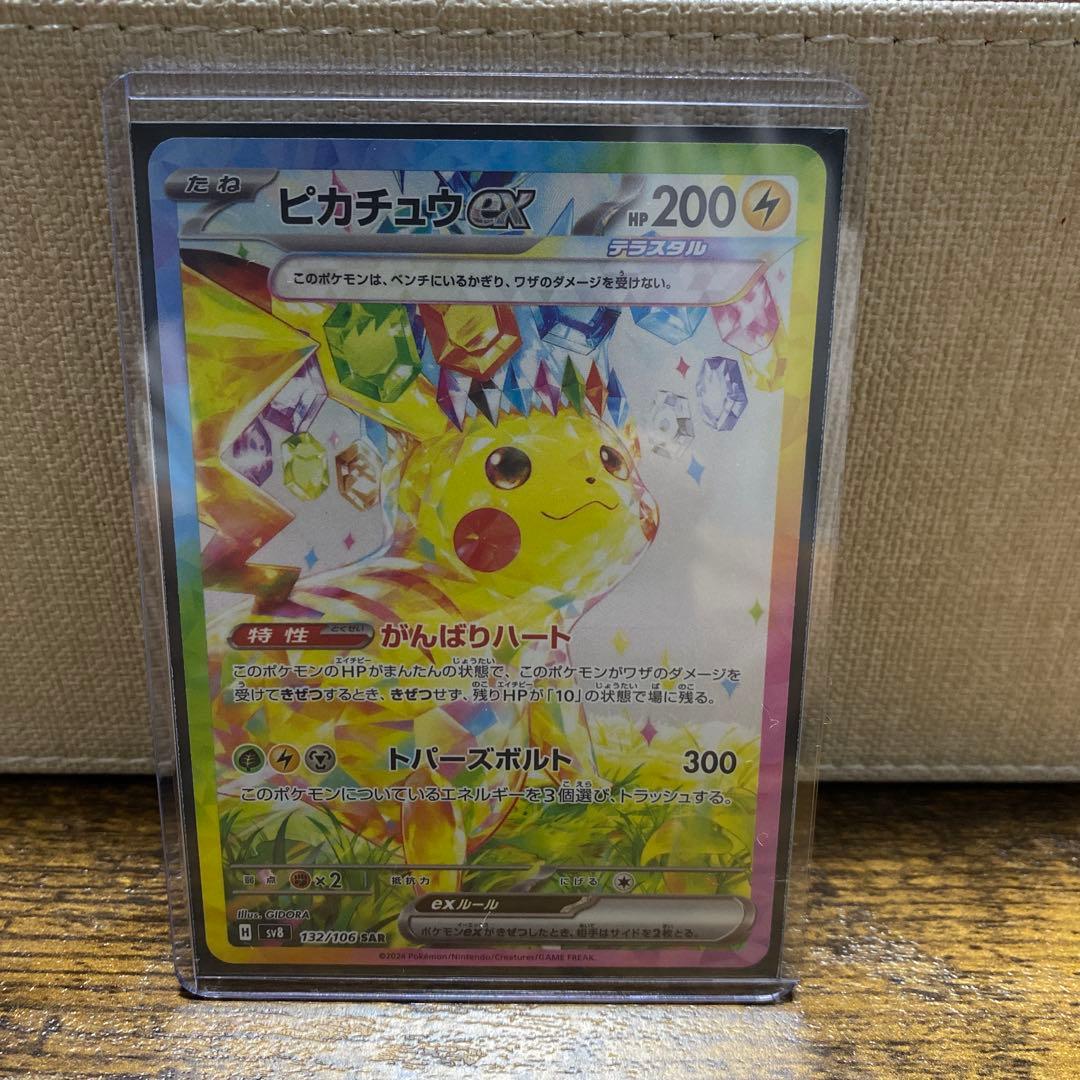 たね ピカチュウex HP200
テラスタル
このポケモンは、ベンチにいるかぎり、ワザのダメージを受けない。
特性 とくせい がんばりハート
このポケモンのHPがまんたんの状態で、このポケモンがワザのダメージを
受けてきぜつするとき、きぜつせず、残りHPが「10」の状態で場に残る。
トパーズボルト 300
このポケモンについているエネルギーを3個選び、トラッシュする。
弱点 ×2 抵抗力 にげる
exルール
ポケモンexがきぜつしたとき、相手はサイドを2枚とる。
Illus. GIDORA
H sv8 132/106 SAR
©2024 Pokémon/Nintendo/Creatures/GAME FREAK.